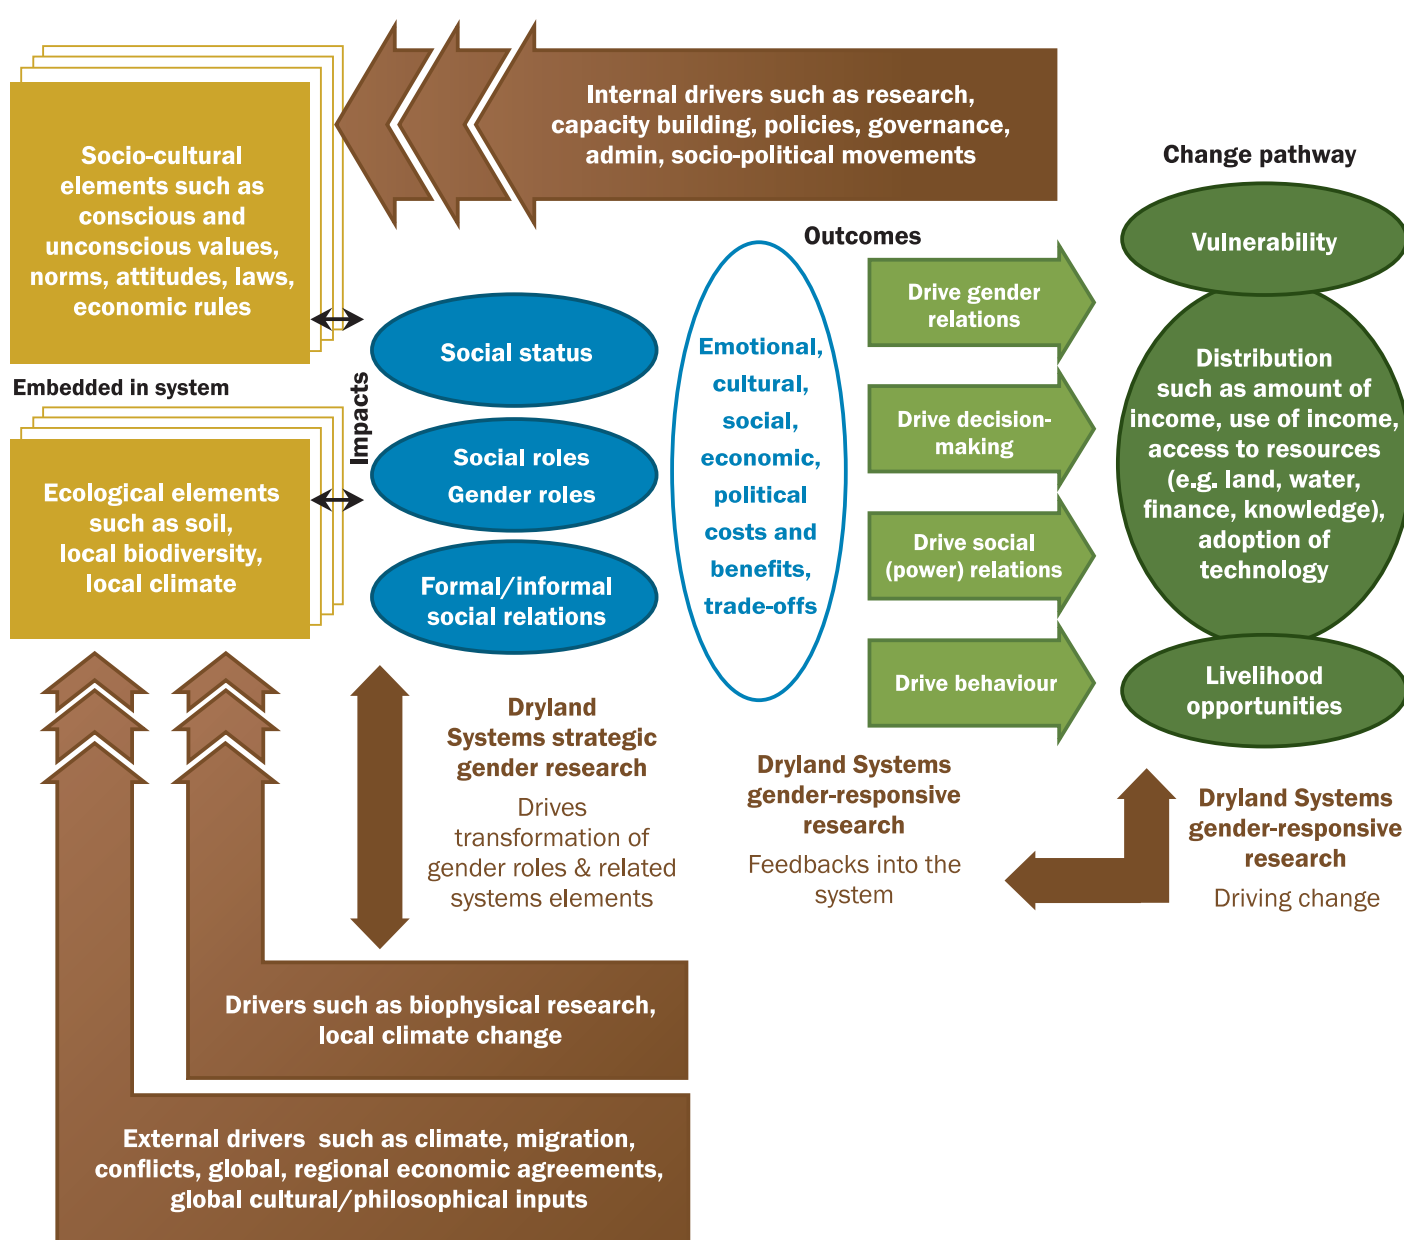 Internal drivers such as research,
capacity building, policies, governance,
admin, socio-political movements
Socio-cultural
elements such as
conscious and
unconscious values,
norms, attitudes, laws,
economic rules
Embedded in system
Ecological elements
such as soil,
local biodiversity,
local climate
Impacts
Social status
Social roles
Gender roles
Formal/informal
social relations
Emotional,
cultural,
social,
economic,
political
costs and
benefits,
trade-offs
Outcomes
Drive gender
relations
Drive decision-
making
Drive social
(power) relations
Drive behaviour
Change pathway
Vulnerability
Distribution
such as amount of
income, use of income,
access to resources
(e.g. land, water,
finance, knowledge),
adoption of
technology
Livelihood
opportunities
Dryland
Systems strategic
gender research
Drives
transformation of
gender roles & related
systems elements
Dryland Systems
gender-responsive
research
Feedbacks into the
system
Dryland Systems
gender-responsive
research
Driving change
Drivers such as biophysical research,
local climate change
External drivers such as climate, migration,
conflicts, global, regional economic agreements,
global cultural/philosophical inputs